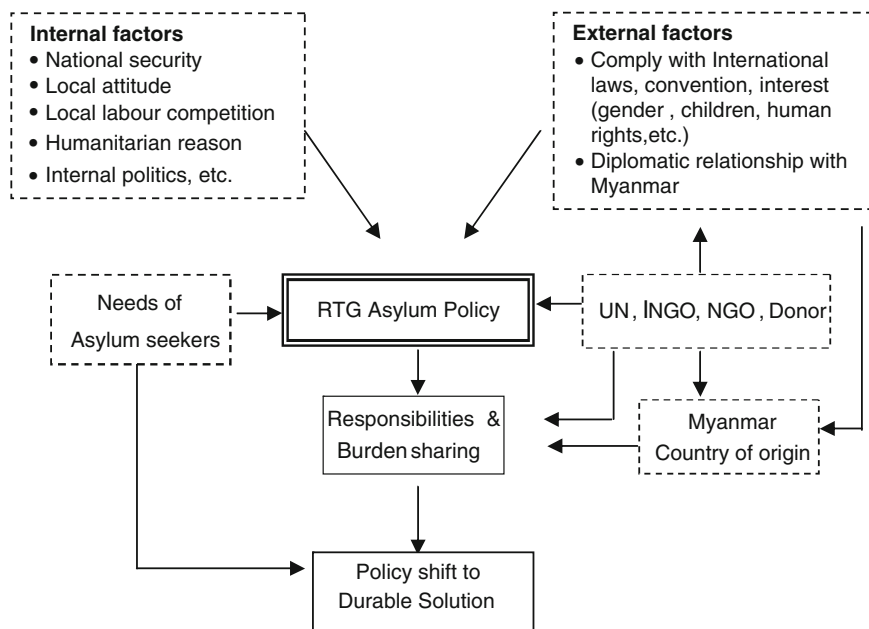 Internal factors
• National security
• Local attitude
• Local labour competition
• Humanitarian reason
• Internal politics, etc.
External factors
• Comply with International
laws, convention, interest
(gender , children, human
rights,etc.)
• Diplomatic relationship with
Myanmar
Needs of
Asylum seekers
RTG Asylum Policy
UN, INGO, NGO , Donor
Responsibilities &
Burden sharing
Myanmar
Country of origin
Policy shift to
Durable Solution